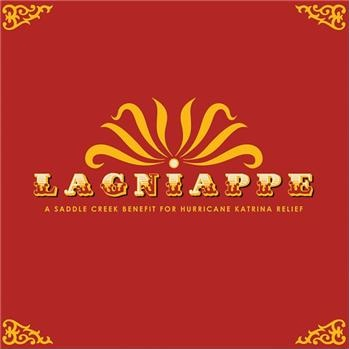 LAGNIAPPE
A SADDLE CREEK BENEFIT FOR HURRICANE KATRINA RELIEF